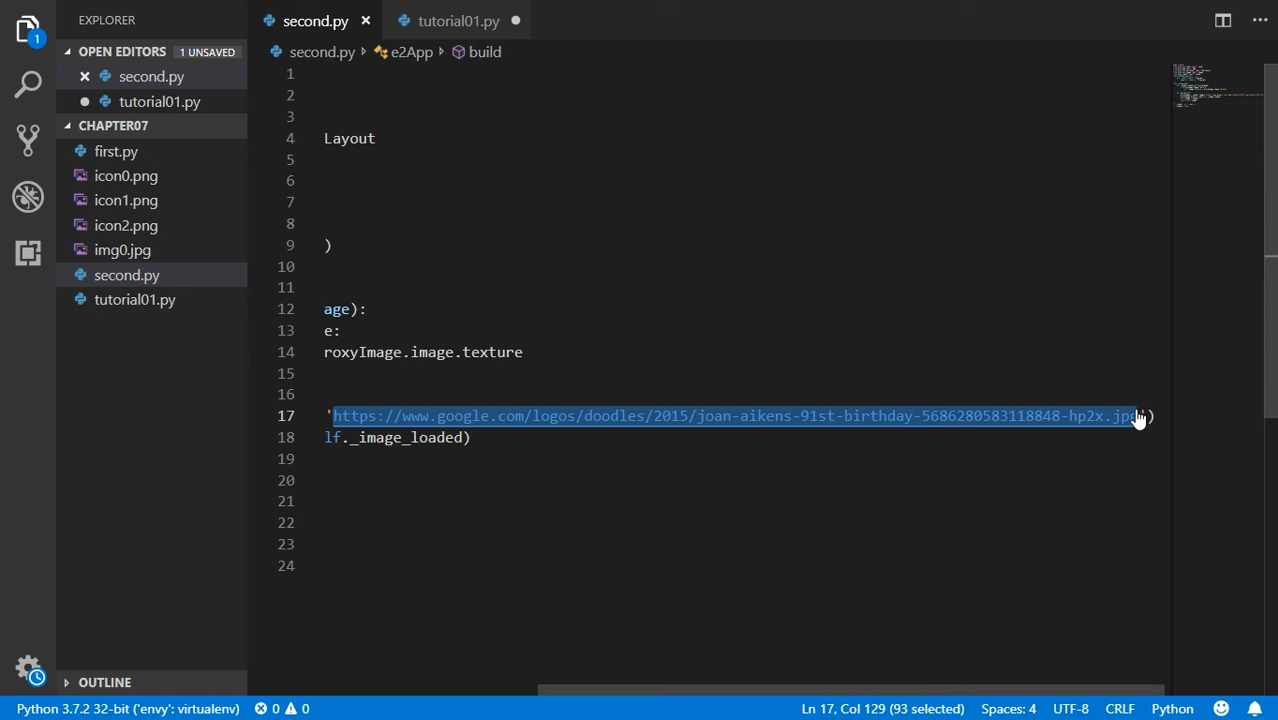 EXPLORER
second.py
tutorial01.py
OPEN EDITORS
1 UNSAVED
second.py e2App build
second.py
tutorial01.py
CHAPTER07
first.py
icon0.png
icon1.png
icon2.png
img0.jpg
second.py
tutorial01.py
1
2
3
4 Layout
5
6
7
8
9 )
10
11
12 age):
13 e:
14 roxyImage.image.texture
15
16
17 'https://www.google.com/logos/doodles/2015/joan-aikens-91st-birthday-5686280583118848-hp2x.jpg')
18 lf._image_loaded)
19
20
21
22
23
24
OUTLINE
1
Python 3.7.2 32-bit ('envy': virtualenv) 0 0 Ln 17, Col 129 (93 selected) Spaces: 4 UTF-8 CRLF Python